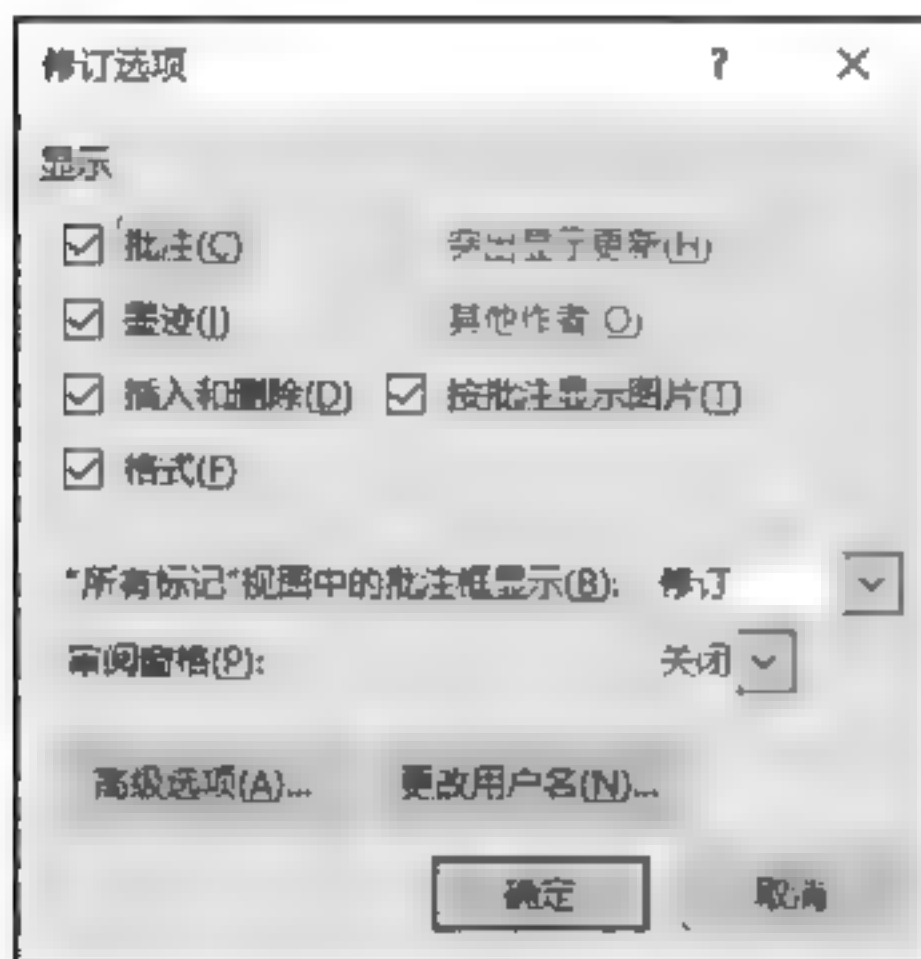 修订选项 ? ×
显示
批注(C) 突出显示更新(H)
墨迹(I) 其他作者(O)
插入和删除(D) 按批注显示图片(T)
格式(F)
"所有标记"视图中的批注框显示(B): 修订
审阅窗格(P): 关闭
高级选项(A)... 更改用户名(N)...
确定 取消